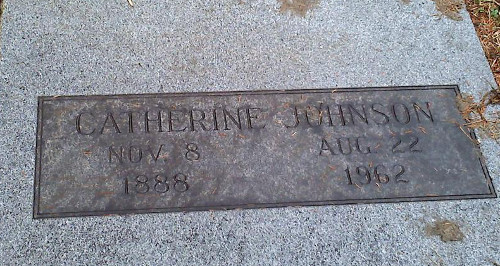 CATHERINE JOHNSON
NOV 8 AUG 22
1888 1962